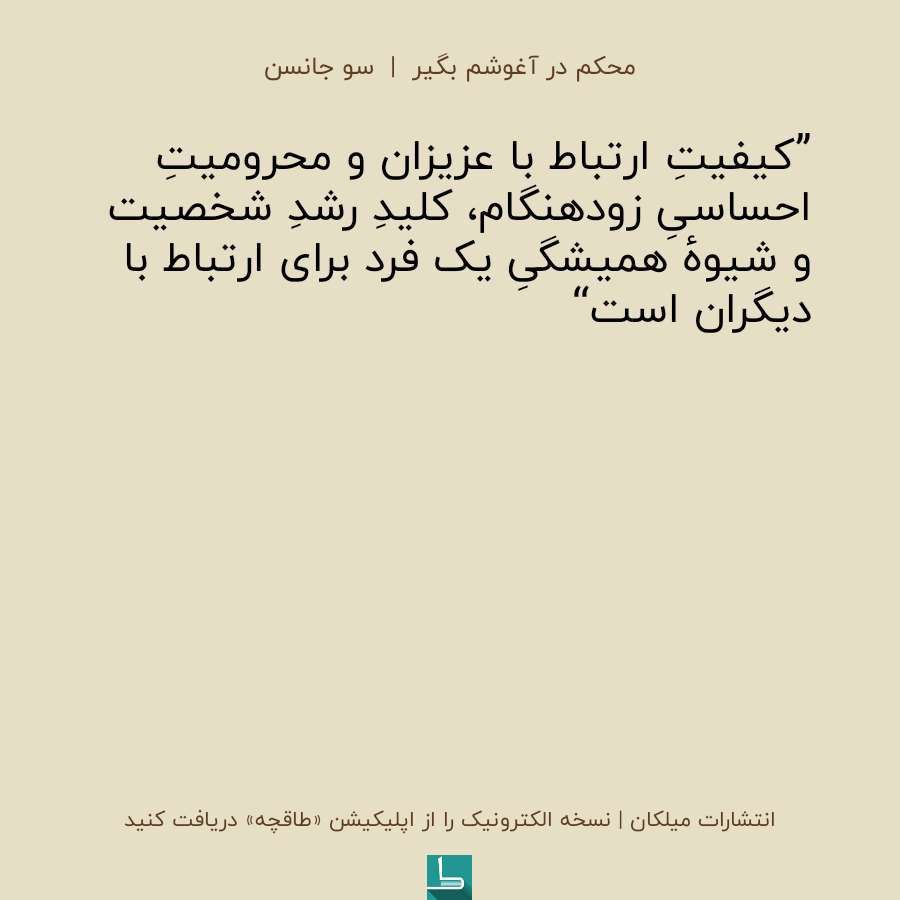 محکم در آغوشم بگیر | سو جانسن
”کیفیتِ ارتباط با عزیزان و محرومیتِ
احساسیِ زودهنگام، کلیدِ رشدِ شخصیت
و شیوهٔ همیشگیِ یک فرد برای ارتباط با
دیگران است“
انتشارات میلکان | نسخه الکترونیک را از اپلیکیشن «طاقچه» دریافت کنید